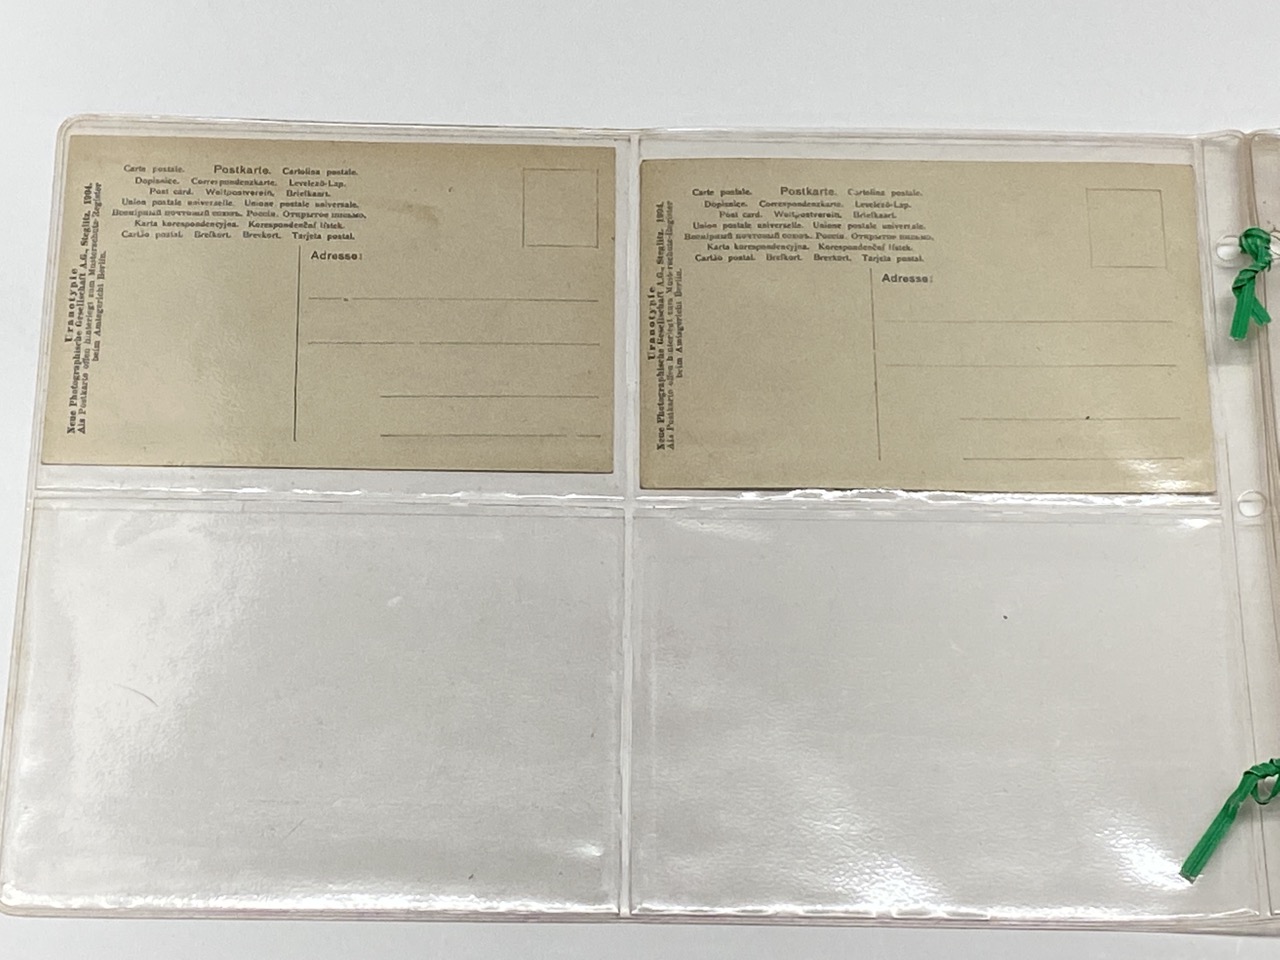 Carte postale. Postkarte. Cartolina postale.
Dopisnice. Correspondenzkarte. Levelező-Lap.
Post card. Weltpostverein. Briefkaart.
Union postale universelle. Unione postale universale.
Всемірный почтовый союзъ. Россія. Открытое письмо.
Karta korespondencyjna. Korespondenční lístek.
Cartão postal. Brefkort. Brevkort. Tarjeta postal.
Adresse:
Uranotypie
Neue Photographische Gesellschaft A.G., Steglitz. 1904.
Als Postkarte offen hinterlegt zum Musterschutz-Register
beim Amtsgericht Berlin.
Carte postale. Postkarte. Cartolina postale.
Dopisnice. Correspondenzkarte. Levelező-Lap.
Post card. Weltpostverein. Briefkaart.
Union postale universelle. Unione postale universale.
Всемірный почтовый союзъ. Россія. Открытое письмо.
Karta korespondencyjna. Korespondenční lístek.
Cartão postal. Brefkort. Brevkort. Tarjeta postal.
Adresse:
Uranotypie
Neue Photographische Gesellschaft A.G., Steglitz. 1904.
Als Postkarte offen hinterlegt zum Musterschutz-Register
beim Amtsgericht Berlin.